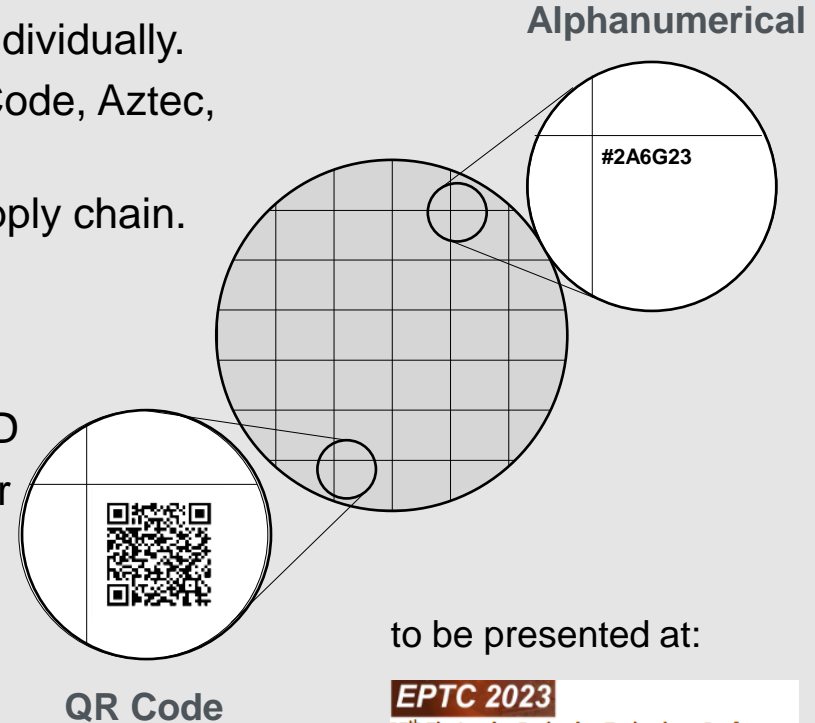 Alphanumerical
dividually.
Code, Aztec,
#2A6G23
pply chain.
D
r
to be presented at:
QR Code
EPTC 2023